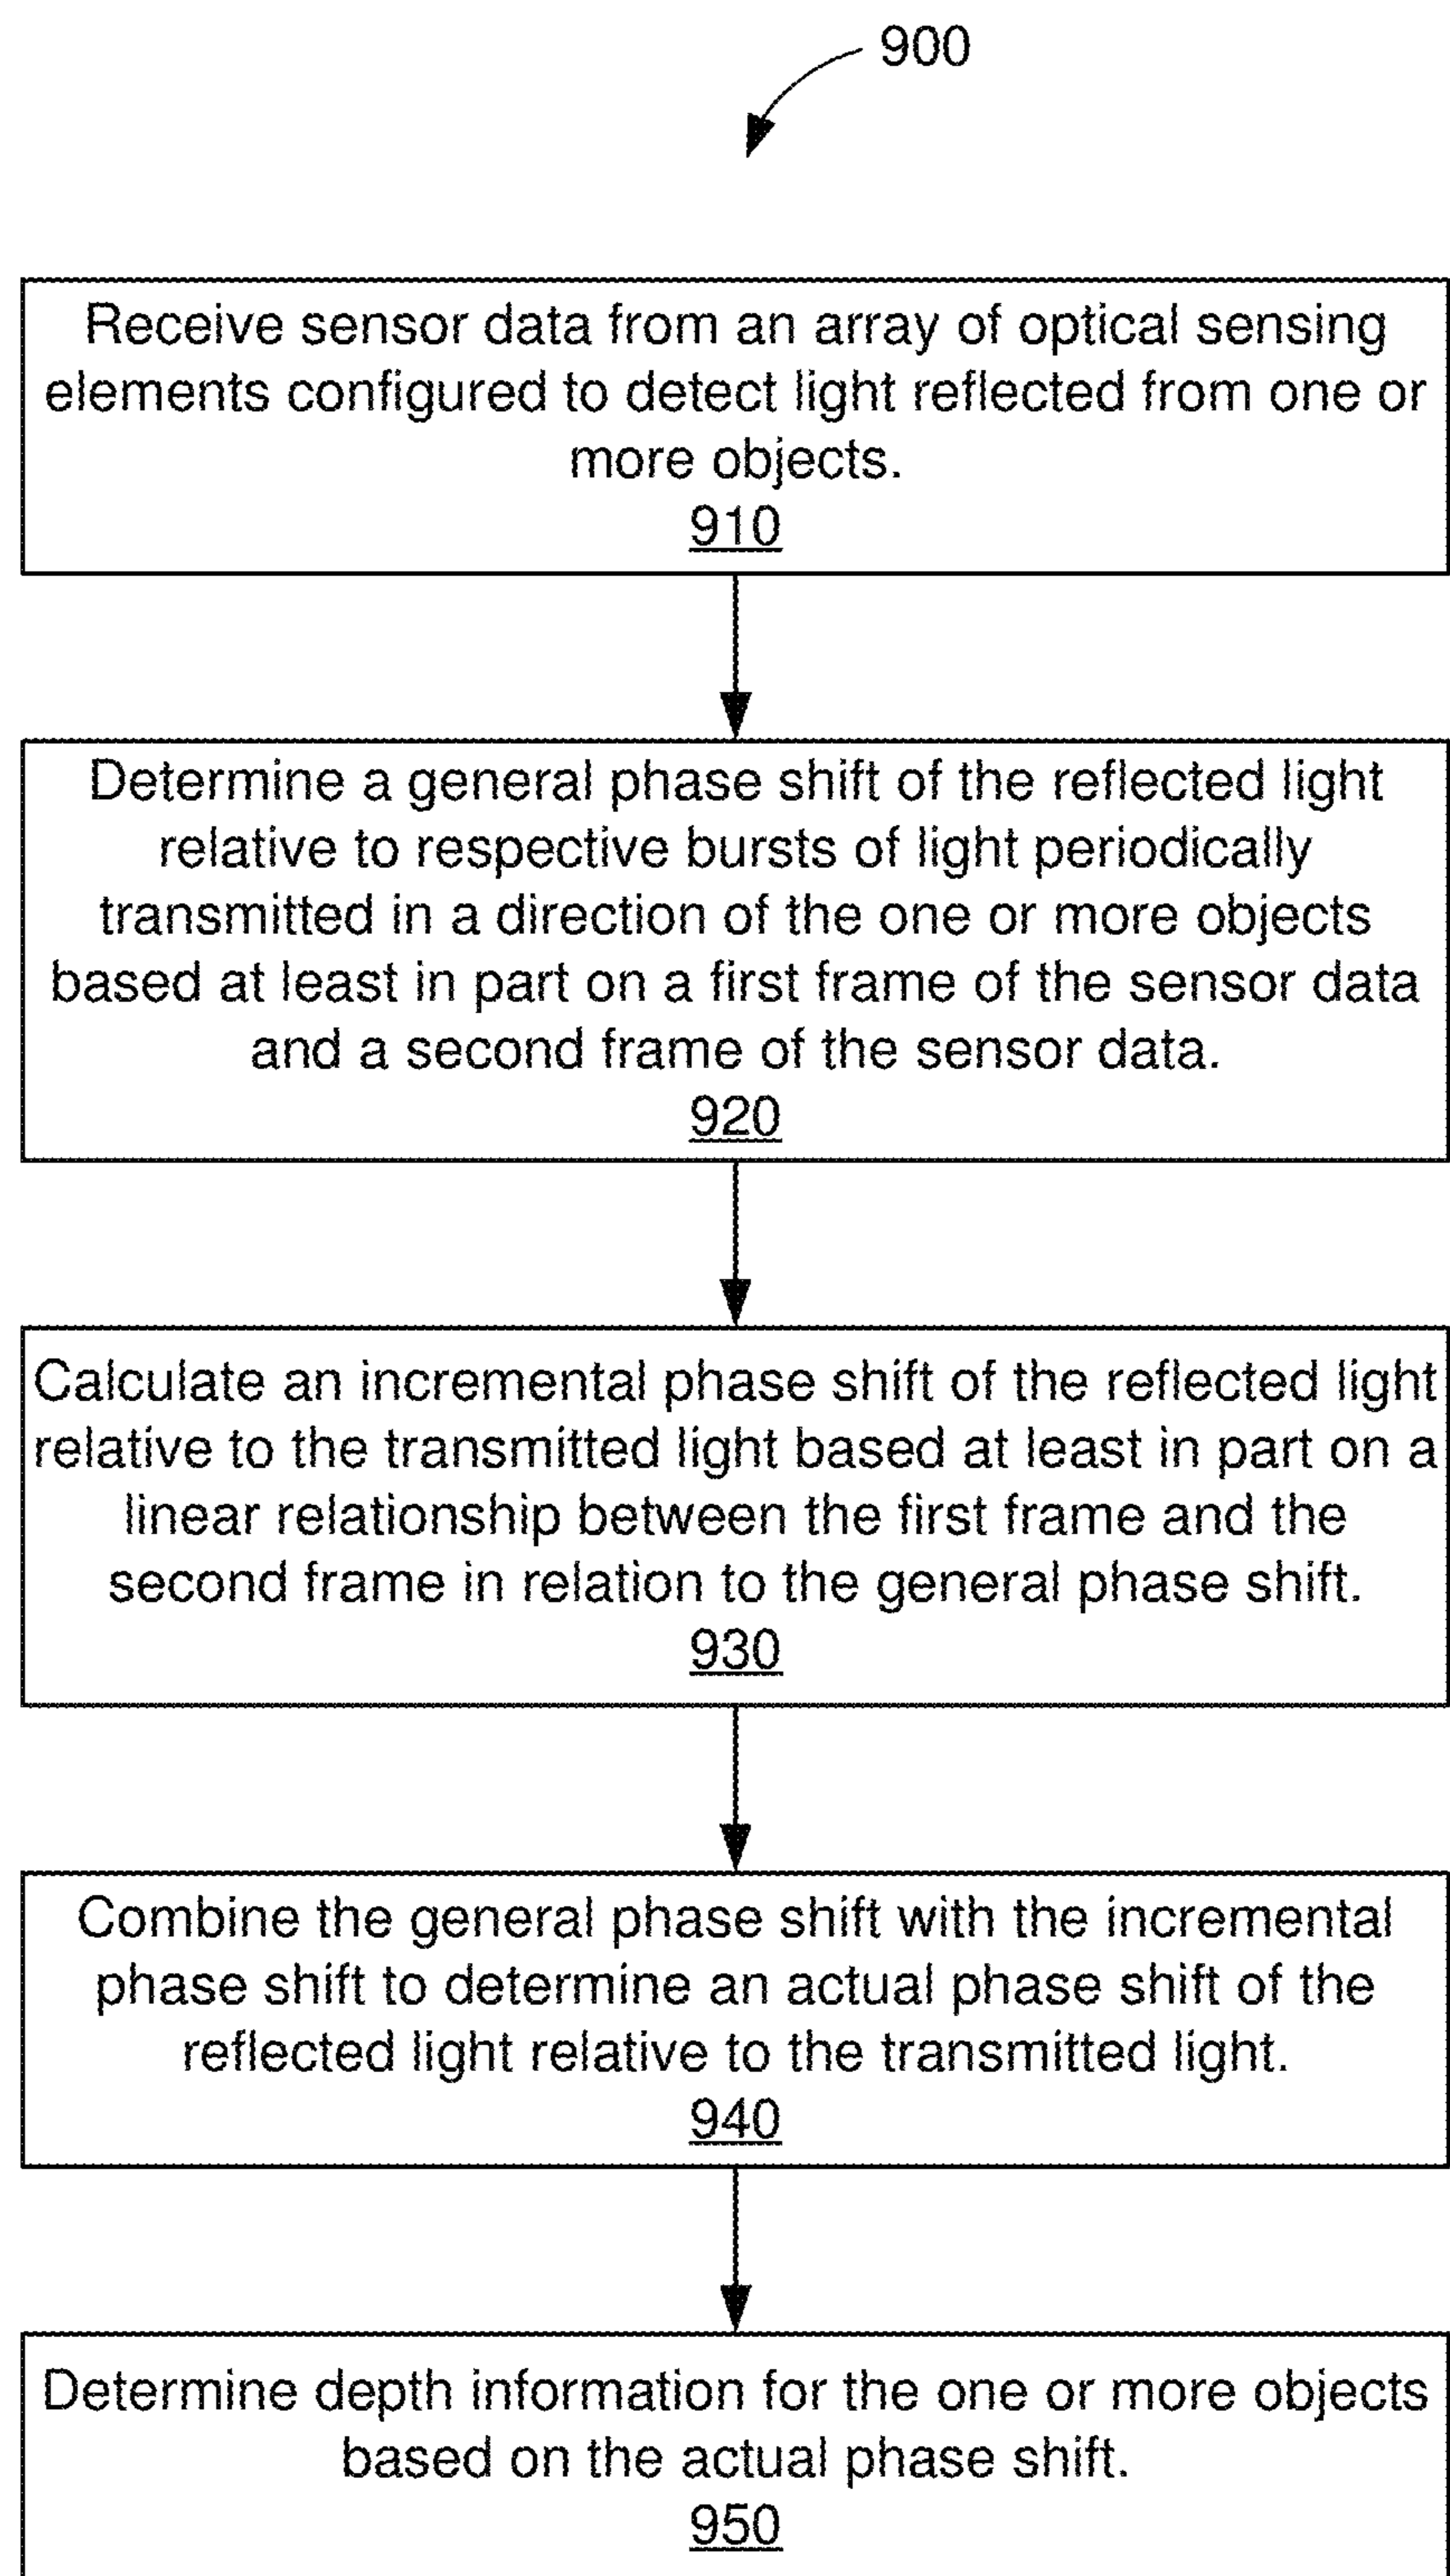 900
Receive sensor data from an array of optical sensing
elements configured to detect light reflected from one or
more objects.
910
Determine a general phase shift of the reflected light
relative to respective bursts of light periodically
transmitted in a direction of the one or more objects
based at least in part on a first frame of the sensor data
and a second frame of the sensor data.
920
Calculate an incremental phase shift of the reflected light
relative to the transmitted light based at least in part on a
linear relationship between the first frame and the
second frame in relation to the general phase shift.
930
Combine the general phase shift with the incremental
phase shift to determine an actual phase shift of the
reflected light relative to the transmitted light.
940
Determine depth information for the one or more objects
based on the actual phase shift.
950